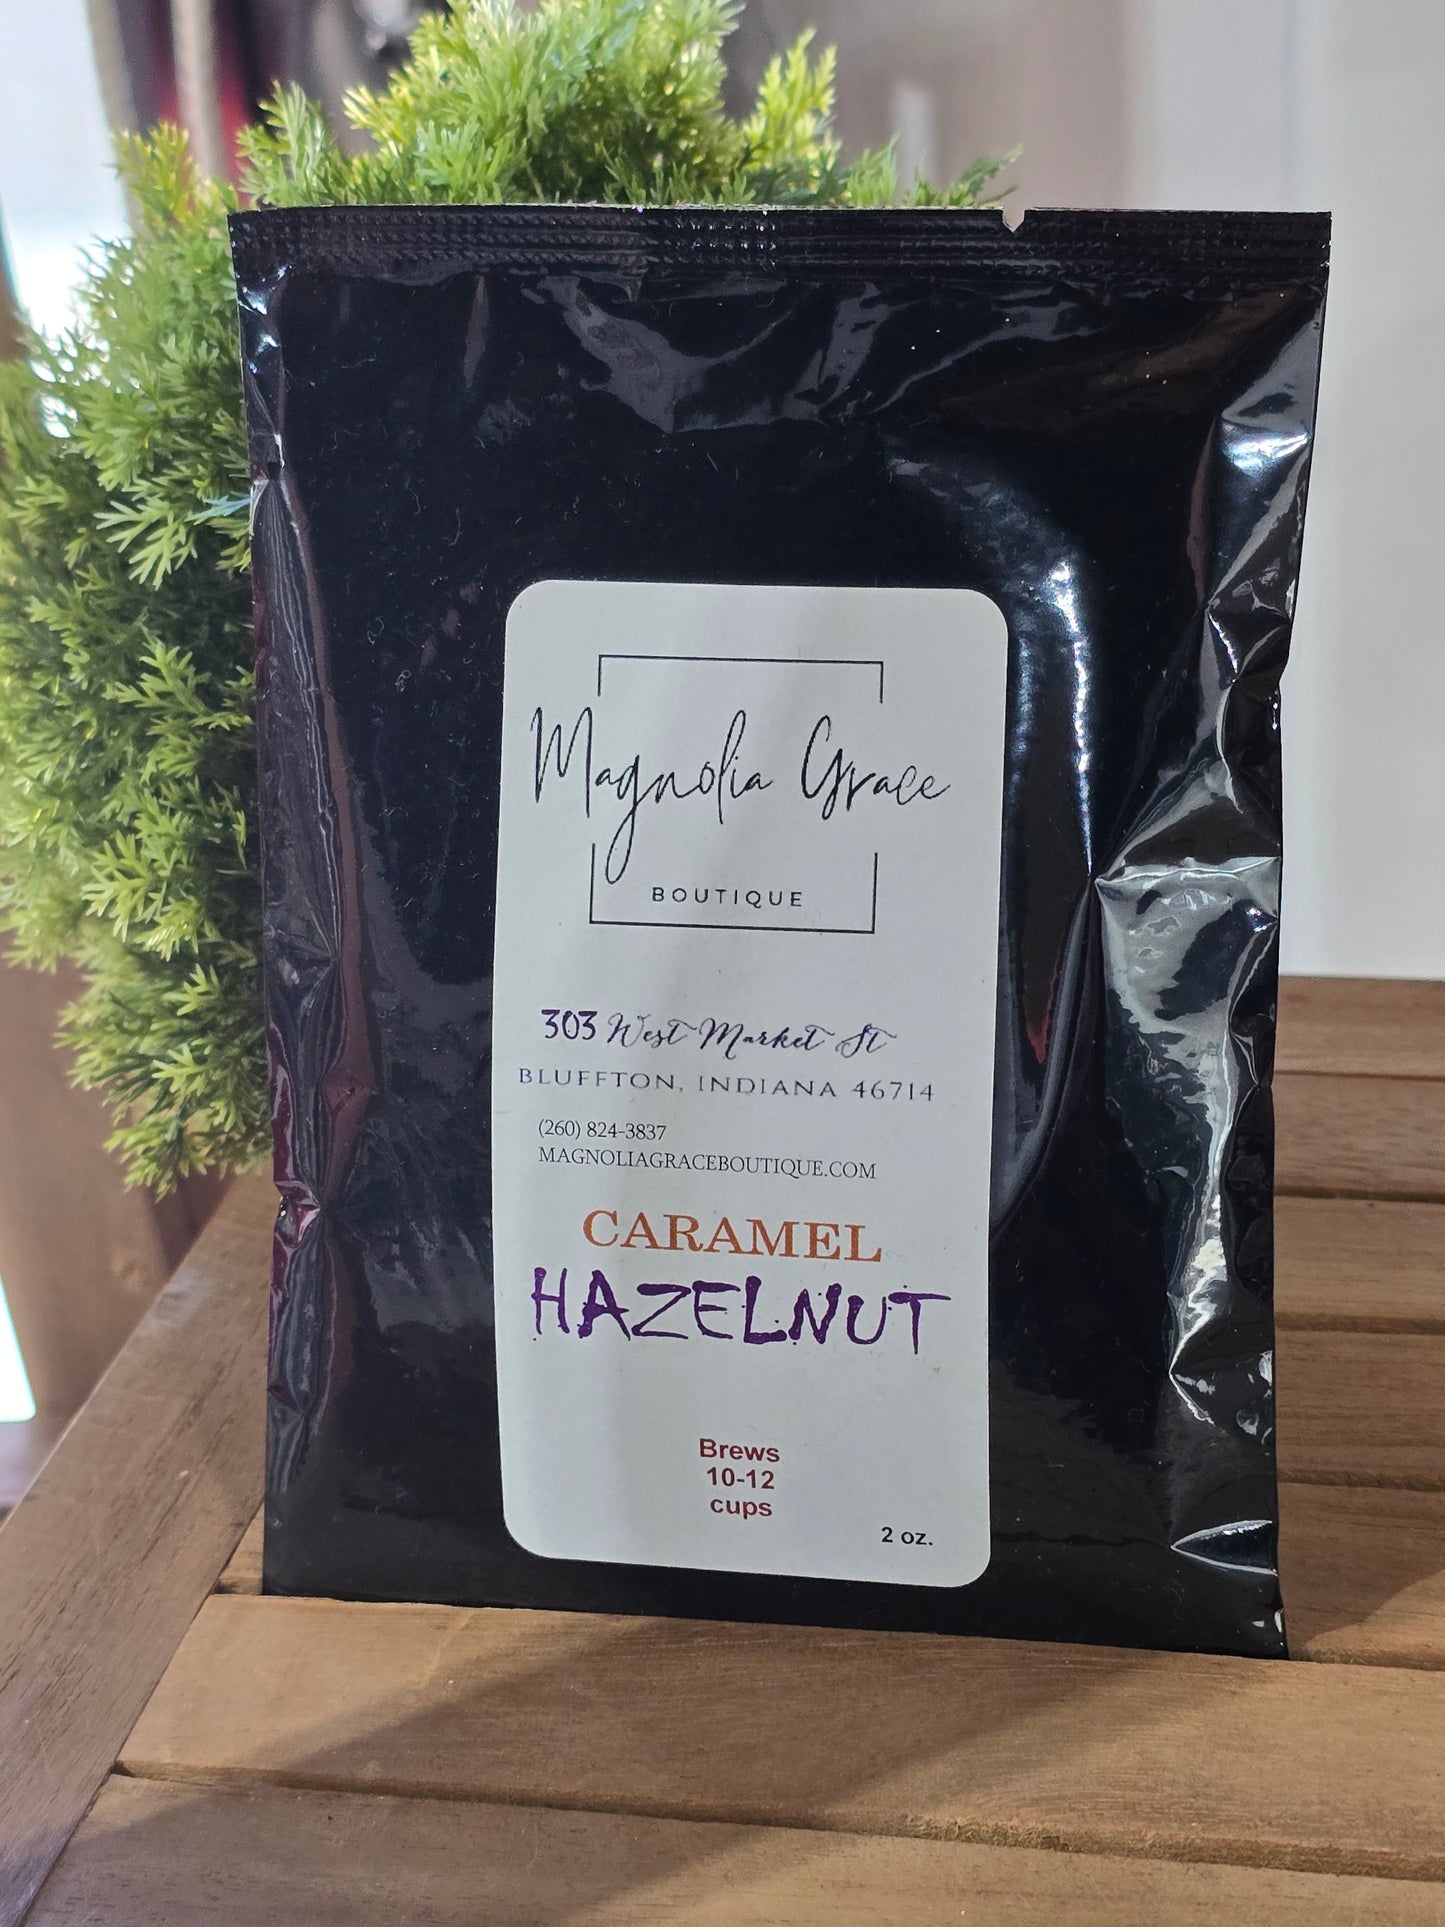 Magnolia Grace
BOUTIQUE
303 West Market St
BLUFFTON, INDIANA 46714
(260) 824-3837
MAGNOLIAGRACEBOUTIQUE.COM
CARAMEL
HAZELNUT
Brews
10-12
cups
2 oz.